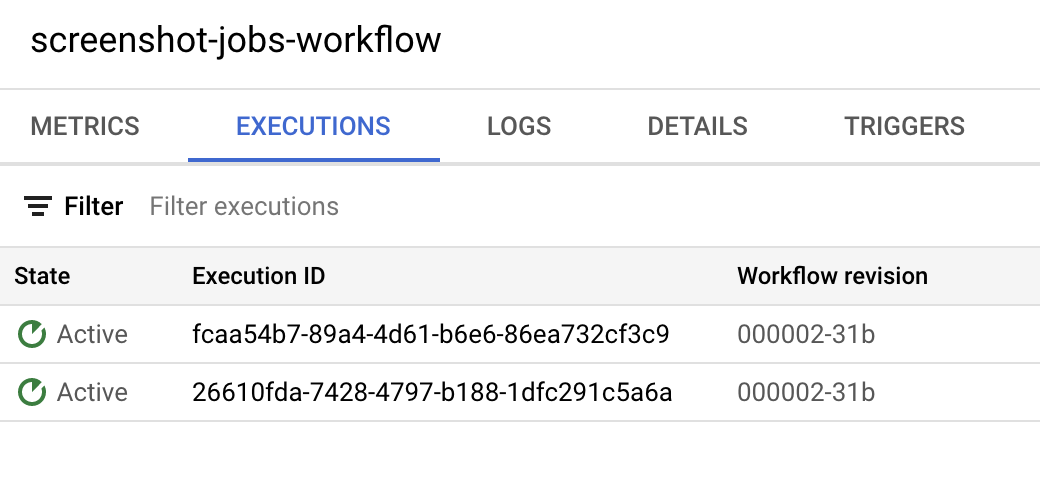 screenshot-jobs-workflow
METRICS EXECUTIONS LOGS DETAILS TRIGGERS
Filter Filter executions
State Execution ID Workflow revision
Active fcaa54b7-89a4-4d61-b6e6-86ea732cf3c9 000002-31b
Active 26610fda-7428-4797-b188-1dfc291c5a6a 000002-31b